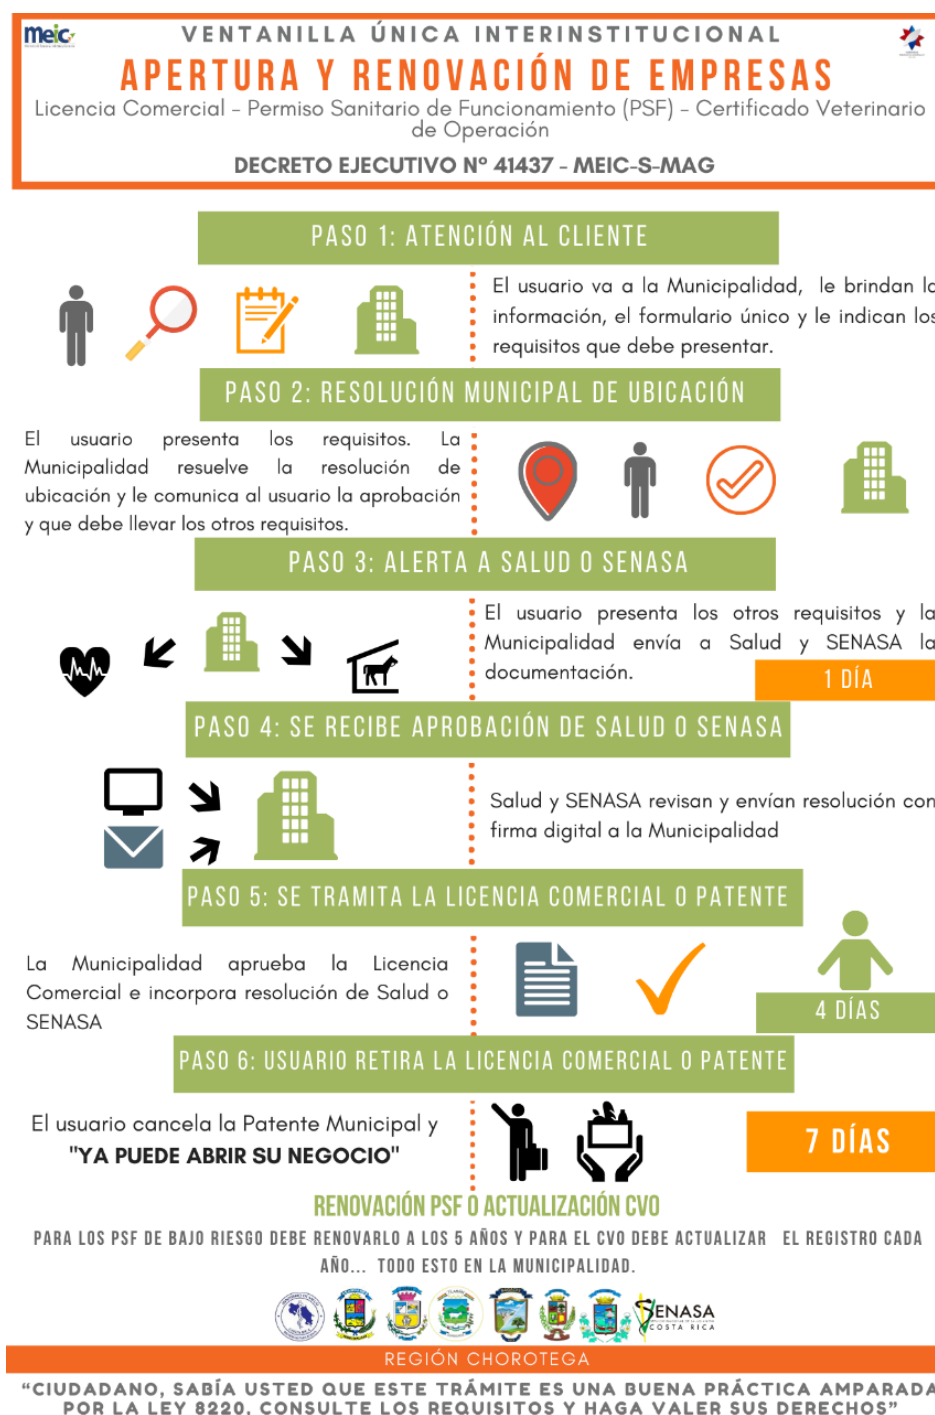 meic
VENTANILLA ÚNICA INTERINSTITUCIONAL
APERTURA Y RENOVACIÓN DE EMPRESAS
Licencia Comercial - Permiso Sanitario de Funcionamiento (PSF) - Certificado Veterinario
de Operación
DECRETO EJECUTIVO Nº 41437 - MEIC-S-MAG
PASO 1: ATENCIÓN AL CLIENTE
El usuario va a la Municipalidad, le brindan la
información, el formulario único y le indican los
requisitos que debe presentar.
PASO 2: RESOLUCIÓN MUNICIPAL DE UBICACIÓN
El usuario presenta los requisitos. La
Municipalidad resuelve la resolución de
ubicación y le comunica al usuario la aprobación
y que debe llevar los otros requisitos.
PASO 3: ALERTA A SALUD O SENASA
El usuario presenta los otros requisitos y la
Municipalidad envía a Salud y SENASA la
documentación.
1 DÍA
PASO 4: SE RECIBE APROBACIÓN DE SALUD O SENASA
Salud y SENASA revisan y envían resolución con
firma digital a la Municipalidad
PASO 5: SE TRAMITA LA LICENCIA COMERCIAL O PATENTE
La Municipalidad aprueba la Licencia
Comercial e incorpora resolución de Salud o
SENASA
4 DÍAS
PASO 6: USUARIO RETIRA LA LICENCIA COMERCIAL O PATENTE
El usuario cancela la Patente Municipal y
"YA PUEDE ABRIR SU NEGOCIO"
7 DÍAS
RENOVACIÓN PSF O ACTUALIZACIÓN CVO
PARA LOS PSF DE BAJO RIESGO DEBE RENOVARLO A LOS 5 AÑOS Y PARA EL CVO DEBE ACTUALIZAR EL REGISTRO CADA
AÑO... TODO ESTO EN LA MUNICIPALIDAD.
SENASA
COSTA RICA
REGIÓN CHOROTEGA
"CIUDADANO, SABÍA USTED QUE ESTE TRÁMITE ES UNA BUENA PRÁCTICA AMPARADA
POR LA LEY 8220. CONSULTE LOS REQUISITOS Y HAGA VALER SUS DERECHOS"